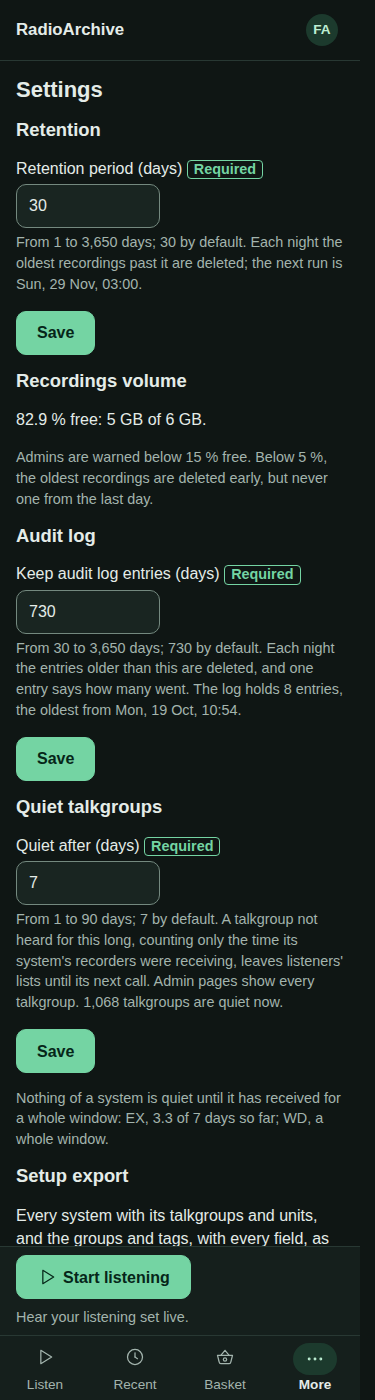 RadioArchive
FA
Settings
Retention
Retention period (days) Required
30
From 1 to 3,650 days; 30 by default. Each night the
oldest recordings past it are deleted; the next run is
Sun, 29 Nov, 03:00.
Save
Recordings volume
82.9 % free: 5 GB of 6 GB.
Admins are warned below 15 % free. Below 5 %,
the oldest recordings are deleted early, but never
one from the last day.
Audit log
Keep audit log entries (days) Required
730
From 30 to 3,650 days; 730 by default. Each night
the entries older than this are deleted, and one
entry says how many went. The log holds 8 entries,
the oldest from Mon, 19 Oct, 10:54.
Save
Quiet talkgroups
Quiet after (days) Required
7
From 1 to 90 days; 7 by default. A talkgroup not
heard for this long, counting only the time its
system's recorders were receiving, leaves listeners'
lists until its next call. Admin pages show every
talkgroup. 1,068 talkgroups are quiet now.
Save
Nothing of a system is quiet until it has received for
a whole window: EX, 3.3 of 7 days so far; WD, a
whole window.
Setup export
Every system with its talkgroups and units,
and the groups and tags, with every field, as
Start listening
Hear your listening set live.
Listen
Recent
Basket
More